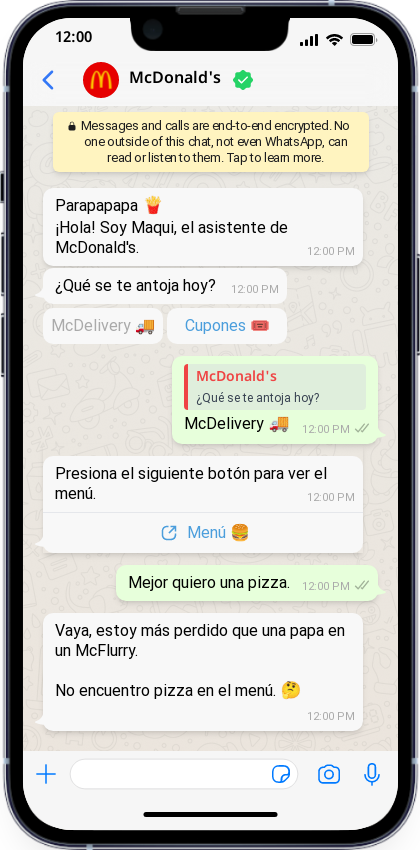 12:00
McDonald's
🔒 Messages and calls are end-to-end encrypted. No
one outside of this chat, not even WhatsApp, can
read or listen to them. Tap to learn more.
Parapapapa 🍟
¡Hola! Soy Maqui, el asistente de
McDonald's. 12:00 PM
¿Qué se te antoja hoy? 12:00 PM
McDelivery 🚚 Cupones 🎟️
McDonald's
¿Qué se te antoja hoy?
McDelivery 🚚 12:00 PM
Presiona el siguiente botón para ver el
menú. 12:00 PM
Menú 🍔
Mejor quiero una pizza. 12:00 PM
Vaya, estoy más perdido que una papa en
un McFlurry.
No encuentro pizza en el menú. 🤔
12:00 PM